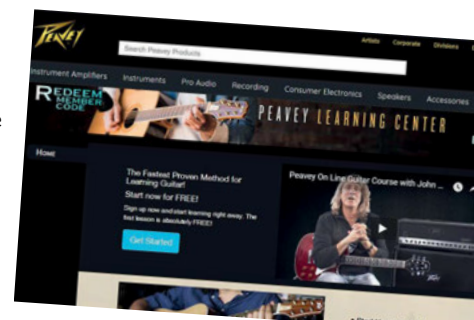 PEAVEY
Artists Corporate Divisions
Search Peavey Products
Instrument Amplifiers Instruments Pro Audio Recording Consumer Electronics Speakers Accessories
REDEEM
MEMBER
CODE
PEAVEY LEARNING CENTER
Home
The Fastest Proven Method for
Learning Guitar!
Start now for FREE!
Sign up now and start learning right away. The
first lesson is absolutely FREE!
Get Started
Peavey On Line Guitar Course with John ...